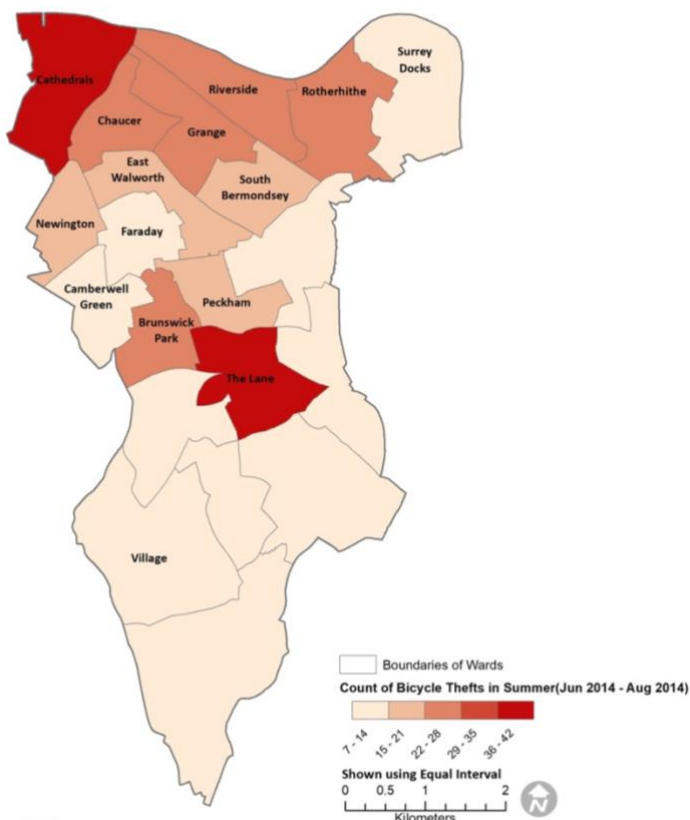 Surrey
Docks
Cathedrals
Riverside
Rotherhithe
Chaucer
Grange
East
Walworth
South
Bermondsey
Newington
Faraday
Camberwell
Green
Peckham
Brunswick
Park
The Lane
Village
Boundaries of Wards
Count of Bicycle Thefts in Summer(Jun 2014 - Aug 2014)
7 - 14
15 - 21
22 - 28
29 - 35
36 - 42
Shown using Equal Interval
0 0.5 1 2
Kilometers
N